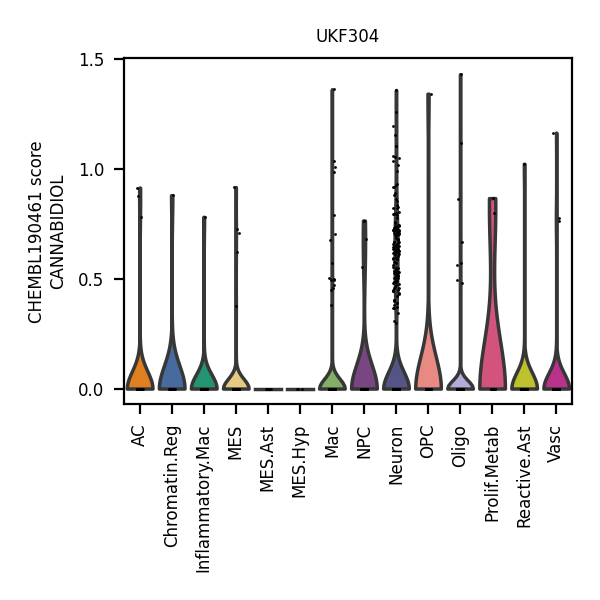 UKF304
CHEMBL190461 score
CANNABIDIOL
1.5
1.0
0.5
0.0
AC
Chromatin.Reg
Inflammatory.Mac
MES
MES.Ast
MES.Hyp
Mac
NPC
Neuron
OPC
Oligo
Prolif.Metab
Reactive.Ast
Vasc